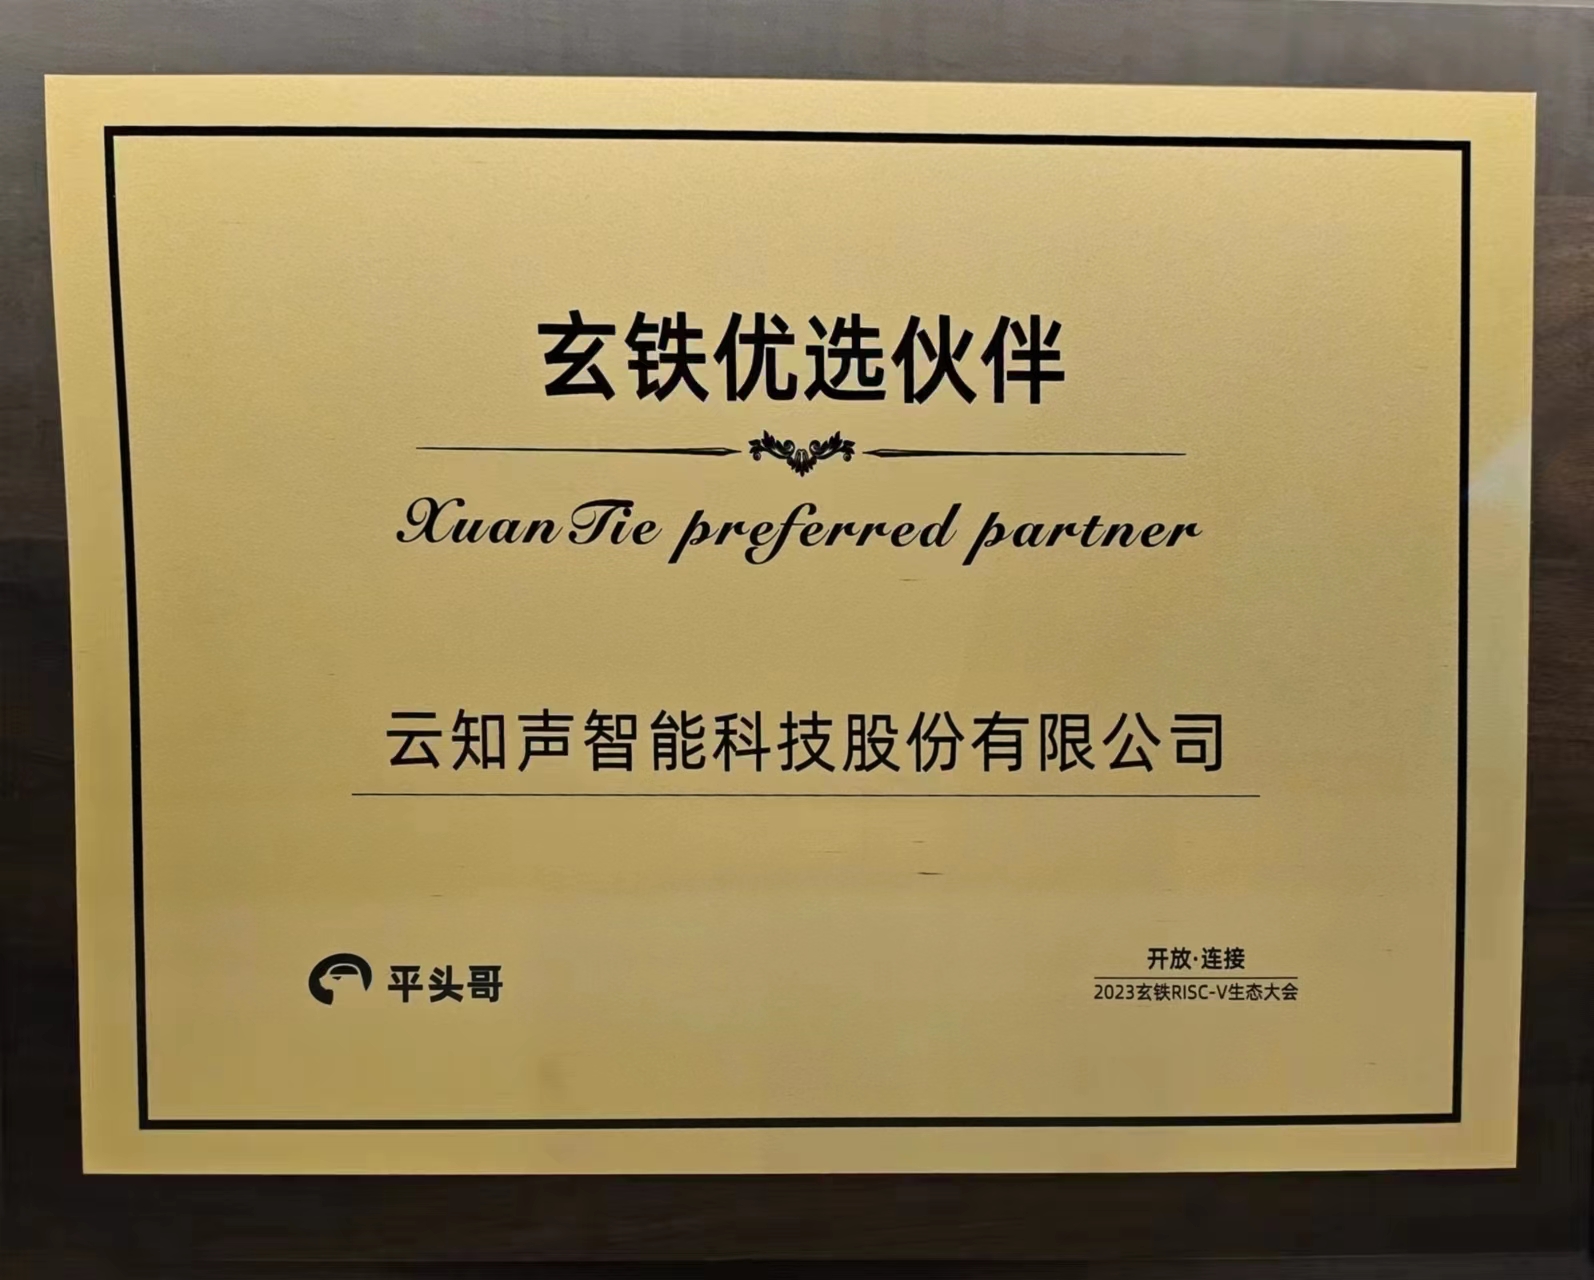 玄铁优选伙伴
XuanTie preferred partner
云知声智能科技股份有限公司
平头哥
开放·连接
2023玄铁RISC-V生态大会